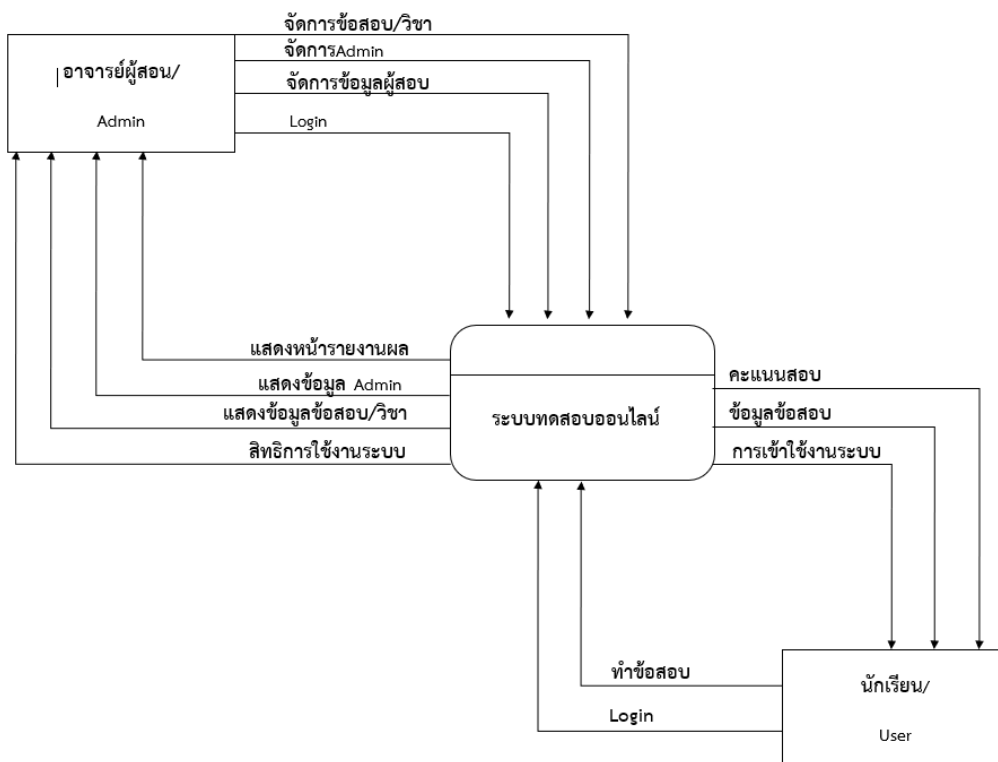 จัดการข้อสอบ/วิชา
จัดการAdmin
จัดการข้อมูลผู้สอบ
Login
อาจารย์ผู้สอน/
Admin
แสดงหน้ารายงานผล
แสดงข้อมูล Admin
แสดงข้อมูลข้อสอบ/วิชา
สิทธิการใช้งานระบบ
ระบบทดสอบออนไลน์
คะแนนสอบ
ข้อมูลข้อสอบ
การเข้าใช้งานระบบ
ทำข้อสอบ
Login
นักเรียน/
User